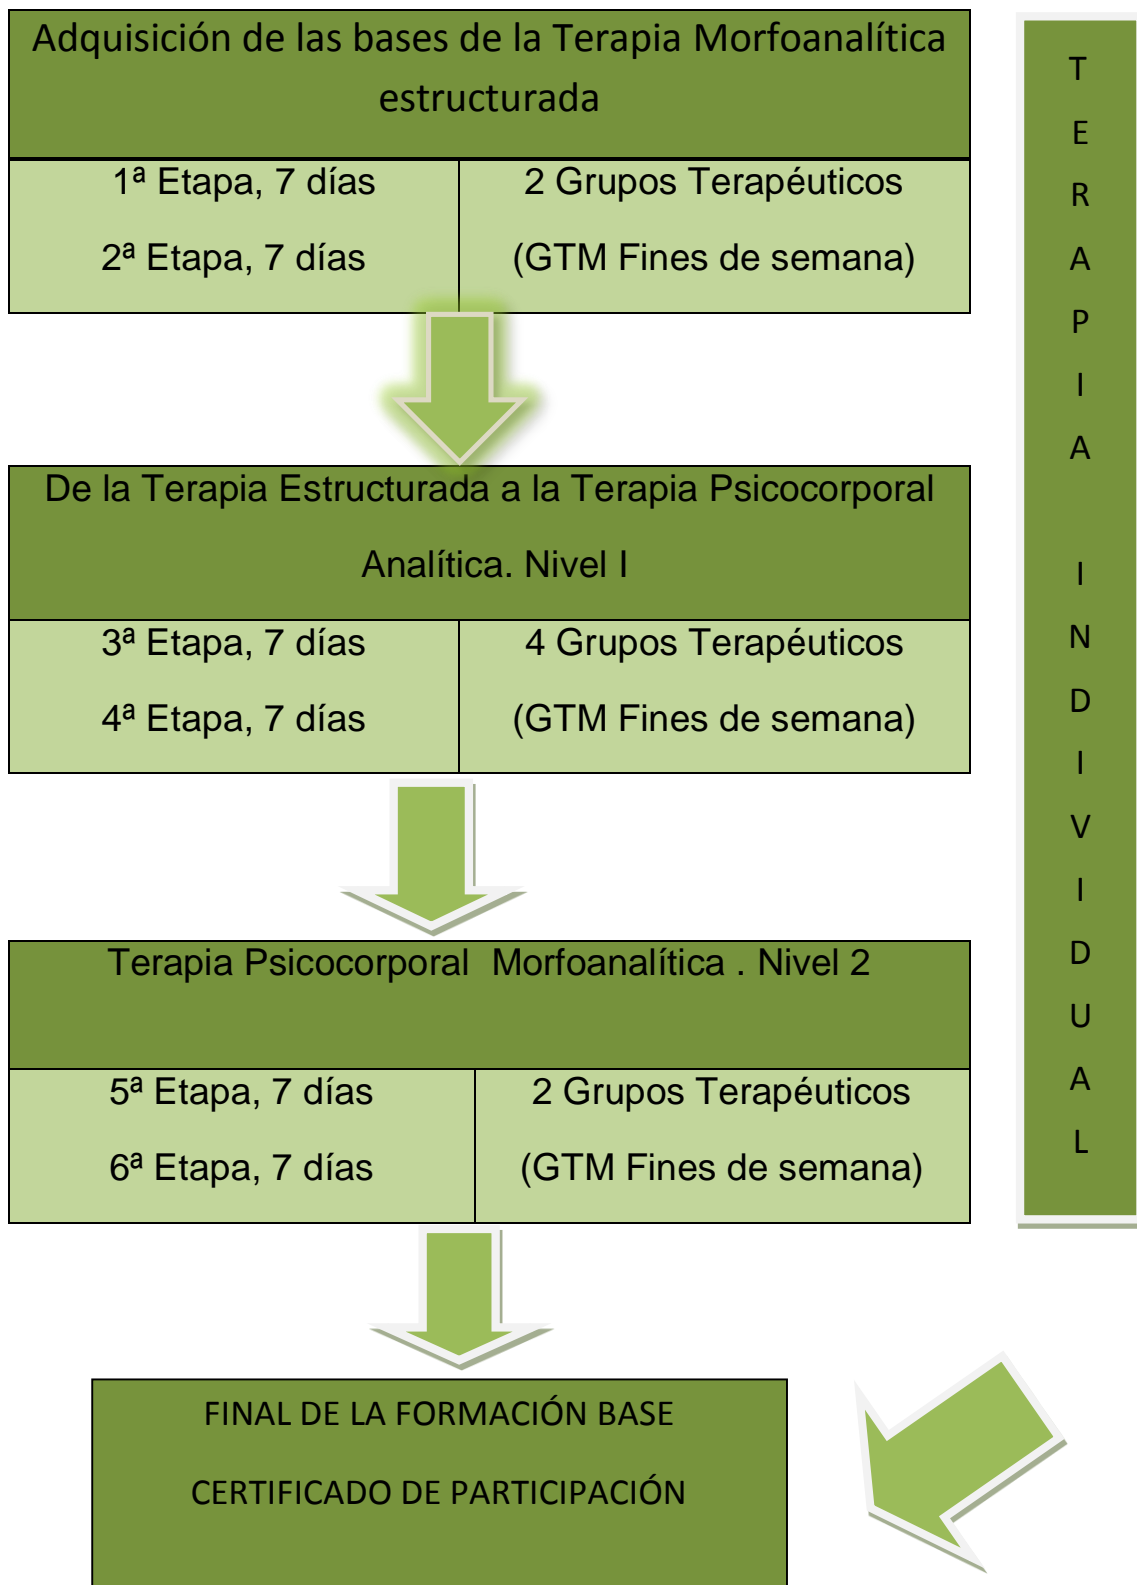 Adquisición de las bases de la Terapia Morfoanalítica
estructurada
1ª Etapa, 7 días
2ª Etapa, 7 días
2 Grupos Terapéuticos
(GTM Fines de semana)
De la Terapia Estructurada a la Terapia Psicocorporal
Analítica. Nivel I
3ª Etapa, 7 días
4ª Etapa, 7 días
4 Grupos Terapéuticos
(GTM Fines de semana)
Terapia Psicocorporal  Morfoanalítica . Nivel 2
5ª Etapa, 7 días
6ª Etapa, 7 días
2 Grupos Terapéuticos
(GTM Fines de semana)
FINAL DE LA FORMACIÓN BASE
CERTIFICADO DE PARTICIPACIÓN
T
E
R
A
P
I
A
I
N
D
I
V
I
D
U
A
L